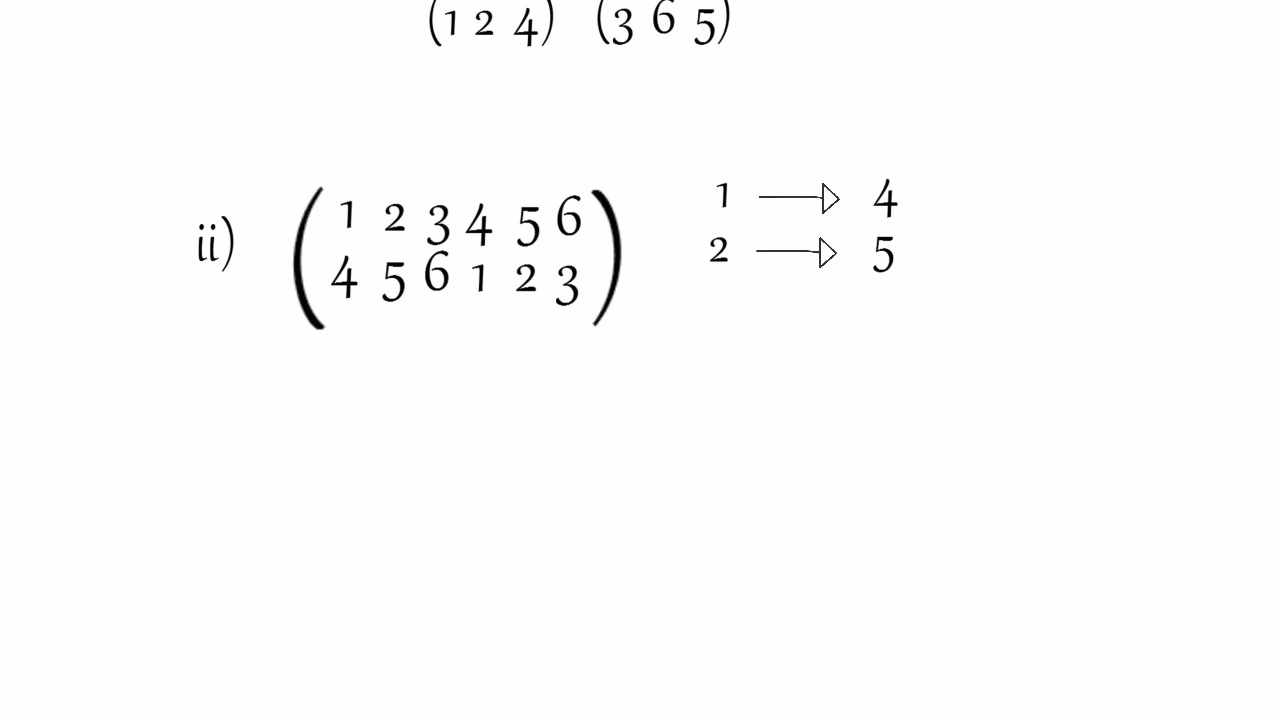 (1 2 4) (3 6 5)
ii) ( 1 2 3 4 5 6 ) 1 → 4
( 4 5 6 1 2 3 ) 2 → 5